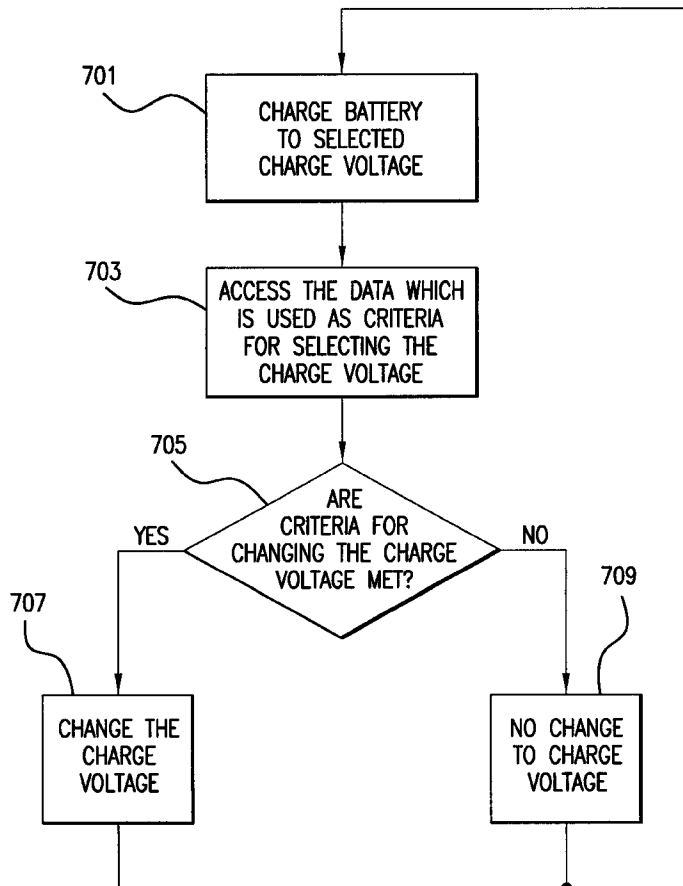 701
CHARGE BATTERY
TO SELECTED
CHARGE VOLTAGE
703
ACCESS THE DATA WHICH
IS USED AS CRITERIA
FOR SELECTING THE
CHARGE VOLTAGE
705
ARE
CRITERIA FOR
CHANGING THE CHARGE
VOLTAGE MET?
YES
NO
707
CHANGE THE
CHARGE
VOLTAGE
709
NO CHANGE
TO CHARGE
VOLTAGE